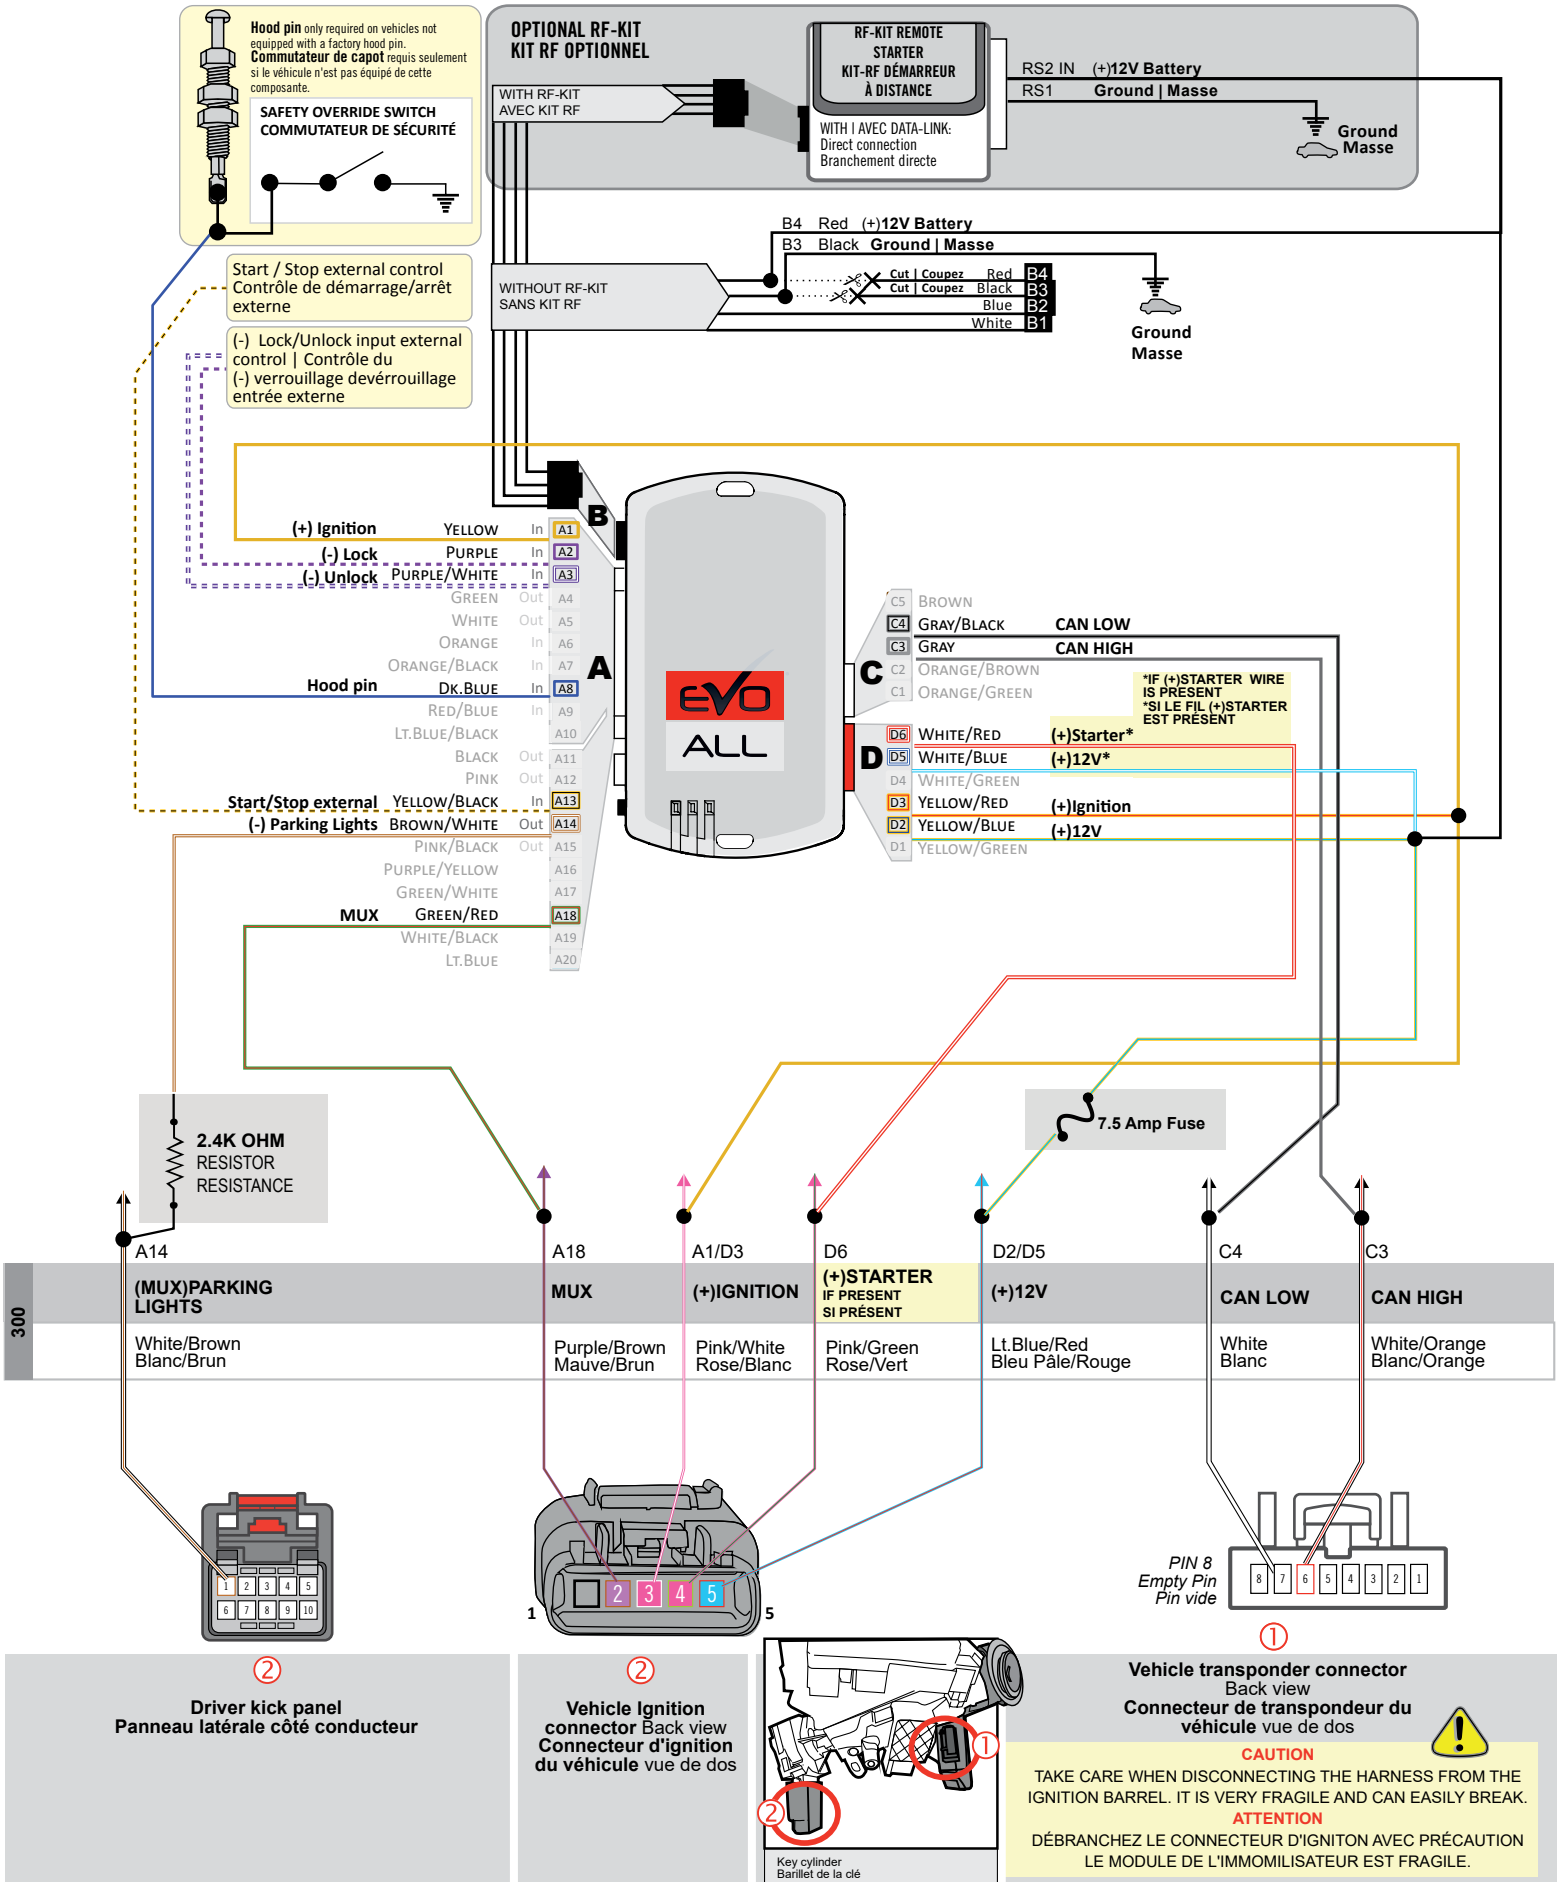 Hood pin only required on vehicles not
equipped with a factory hood pin.
Commutateur de capot requis seulement
si le véhicule n'est pas équipé de cette
composante.
SAFETY OVERRIDE SWITCH
COMMUTATEUR DE SÉCURITÉ
OPTIONAL RF-KIT
KIT RF OPTIONNEL
WITH RF-KIT
AVEC KIT RF
RF-KIT REMOTE
STARTER
KIT-RF DÉMARREUR
À DISTANCE
WITH | AVEC DATA-LINK:
Direct connection
Branchement directe
RS2 IN (+)12V Battery
RS1 Ground | Masse
Ground
Masse
Start / Stop external control
Contrôle de démarrage/arrêt
externe
(-) Lock/Unlock input external
control | Contrôle du
(-) verrouillage devérrouillage
entrée externe
WITHOUT RF-KIT
SANS KIT RF
B4 Red (+)12V Battery
B3 Black Ground | Masse
Cut | Coupez Red B4
Cut | Coupez Black B3
Blue B2
White B1
Ground
Masse
B
(+) Ignition YELLOW In A1
(-) Lock PURPLE In A2
(-) Unlock PURPLE/WHITE In A3
GREEN Out A4
WHITE Out A5
ORANGE In A6
ORANGE/BLACK In A7
Hood pin DK.BLUE In A8
RED/BLUE In A9
LT.BLUE/BLACK A10
BLACK Out A11
PINK Out A12
Start/Stop external YELLOW/BLACK In A13
(-) Parking Lights BROWN/WHITE Out A14
PINK/BLACK Out A15
PURPLE/YELLOW A16
GREEN/WHITE A17
MUX GREEN/RED A18
WHITE/BLACK A19
LT.BLUE A20
A
EVO
ALL
C
C5 BROWN
C4 GRAY/BLACK CAN LOW
C3 GRAY CAN HIGH
C2 ORANGE/BROWN
C1 ORANGE/GREEN
*IF (+)STARTER WIRE
IS PRESENT
*SI LE FIL (+)STARTER
EST PRÉSENT
D
D6 WHITE/RED (+)Starter*
D5 WHITE/BLUE (+)12V*
D4 WHITE/GREEN
D3 YELLOW/RED (+)Ignition
D2 YELLOW/BLUE (+)12V
D1 YELLOW/GREEN
2.4K OHM
RESISTOR
RESISTANCE
7.5 Amp Fuse
A14 A18 A1/D3 D6 D2/D5 C4 C3
300
(MUX)PARKING
LIGHTS
MUX
(+)IGNITION
(+)STARTER
IF PRESENT
SI PRÉSENT
(+)12V
CAN LOW
CAN HIGH
White/Brown
Blanc/Brun
Purple/Brown
Mauve/Brun
Pink/White
Rose/Blanc
Pink/Green
Rose/Vert
Lt.Blue/Red
Bleu Pâle/Rouge
White
Blanc
White/Orange
Blanc/Orange
1 2 3 4 5
6 7 8 9 10
2 3 4 5
1 5
PIN 8
Empty Pin
Pin vide
8 7 6 5 4 3 2 1
2
Driver kick panel
Panneau latérale côté conducteur
2
Vehicle Ignition
connector Back view
Connecteur d'ignition
du véhicule vue de dos
1
2
Key cylinder
Barillet de la clé
1
Vehicle transponder connector
Back view
Connecteur de transpondeur du
véhicule vue de dos
CAUTION
TAKE CARE WHEN DISCONNECTING THE HARNESS FROM THE
IGNITION BARREL. IT IS VERY FRAGILE AND CAN EASILY BREAK.
ATTENTION
DÉBRANCHEZ LE CONNECTEUR D'IGNITON AVEC PRÉCAUTION
LE MODULE DE L'IMMOMILISATEUR EST FRAGILE.